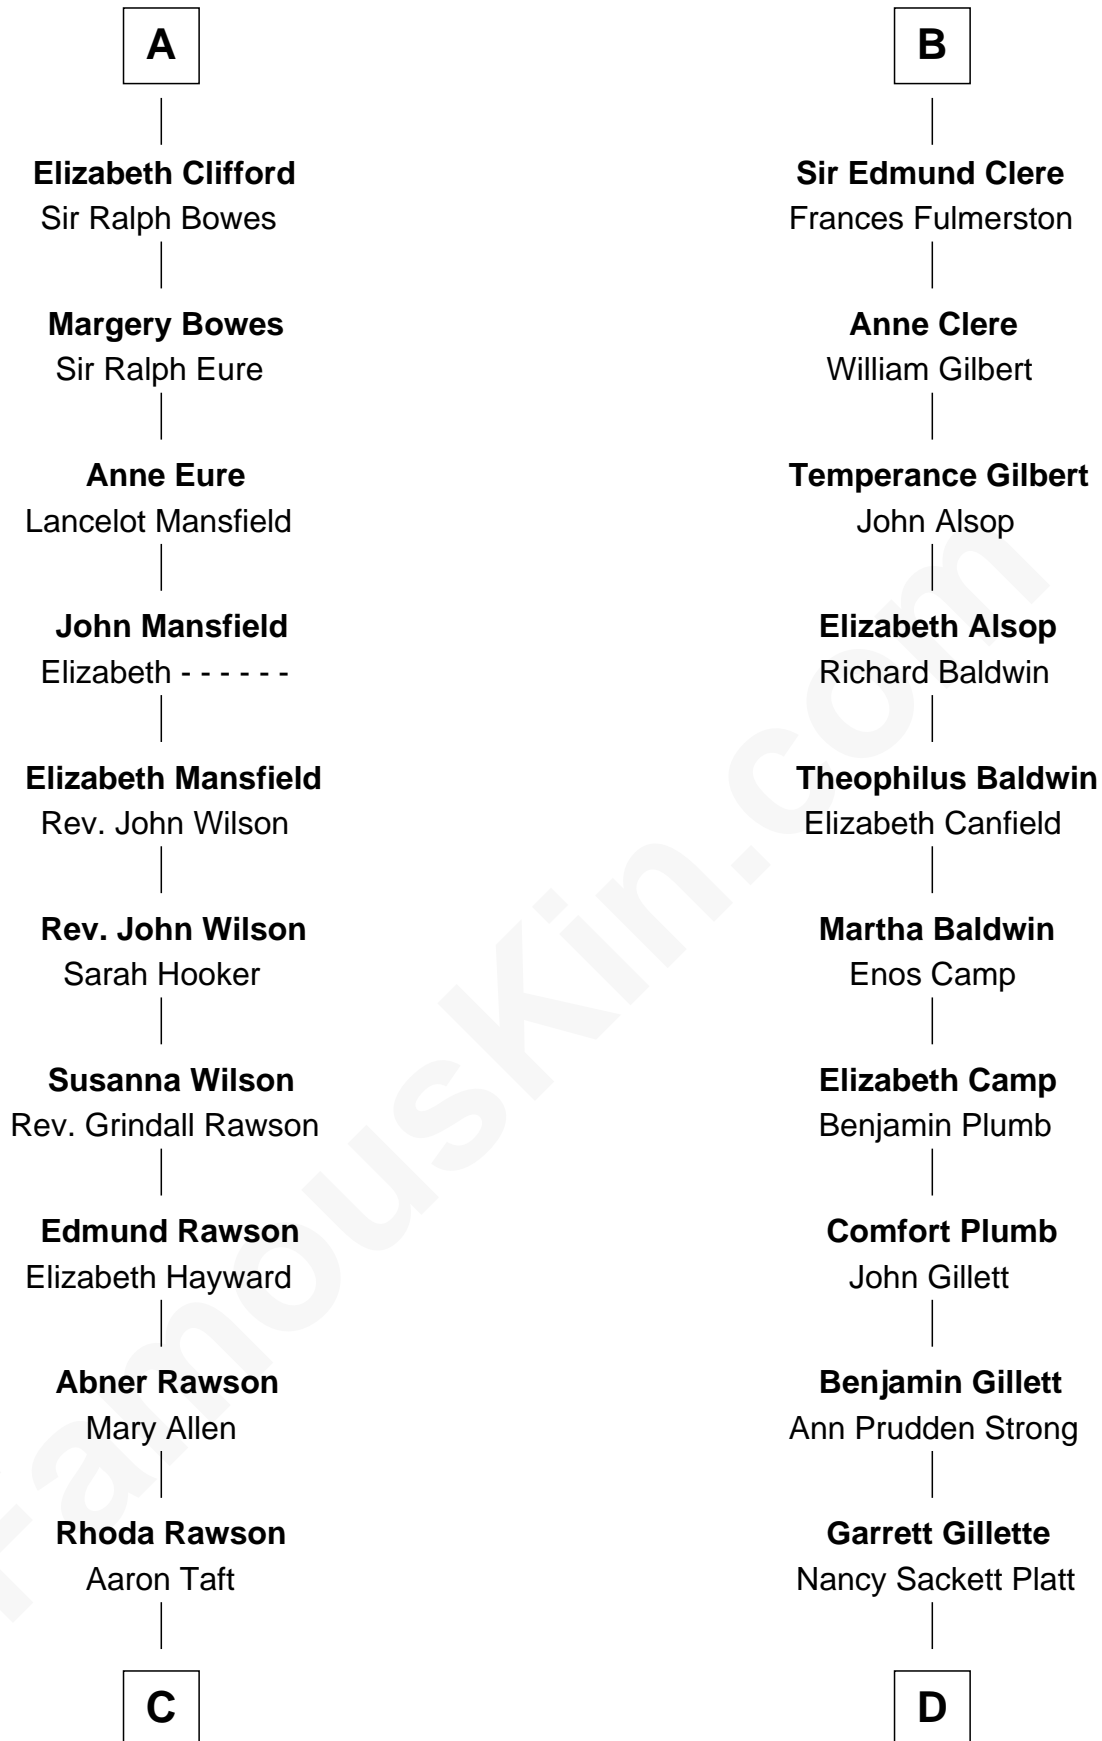 A
Elizabeth Clifford
Sir Ralph Bowes
Margery Bowes
Sir Ralph Eure
Anne Eure
Lancelot Mansfield
John Mansfield
Elizabeth - - - - - -
Elizabeth Mansfield
Rev. John Wilson
Rev. John Wilson
Sarah Hooker
Susanna Wilson
Rev. Grindall Rawson
Edmund Rawson
Elizabeth Hayward
Abner Rawson
Mary Allen
Rhoda Rawson
Aaron Taft
C
B
Sir Edmund Clere
Frances Fulmerston
Anne Clere
William Gilbert
Temperance Gilbert
John Alsop
Elizabeth Alsop
Richard Baldwin
Theophilus Baldwin
Elizabeth Canfield
Martha Baldwin
Enos Camp
Elizabeth Camp
Benjamin Plumb
Comfort Plumb
John Gillett
Benjamin Gillett
Ann Prudden Strong
Garrett Gillette
Nancy Sackett Platt
D
FamousKin.com